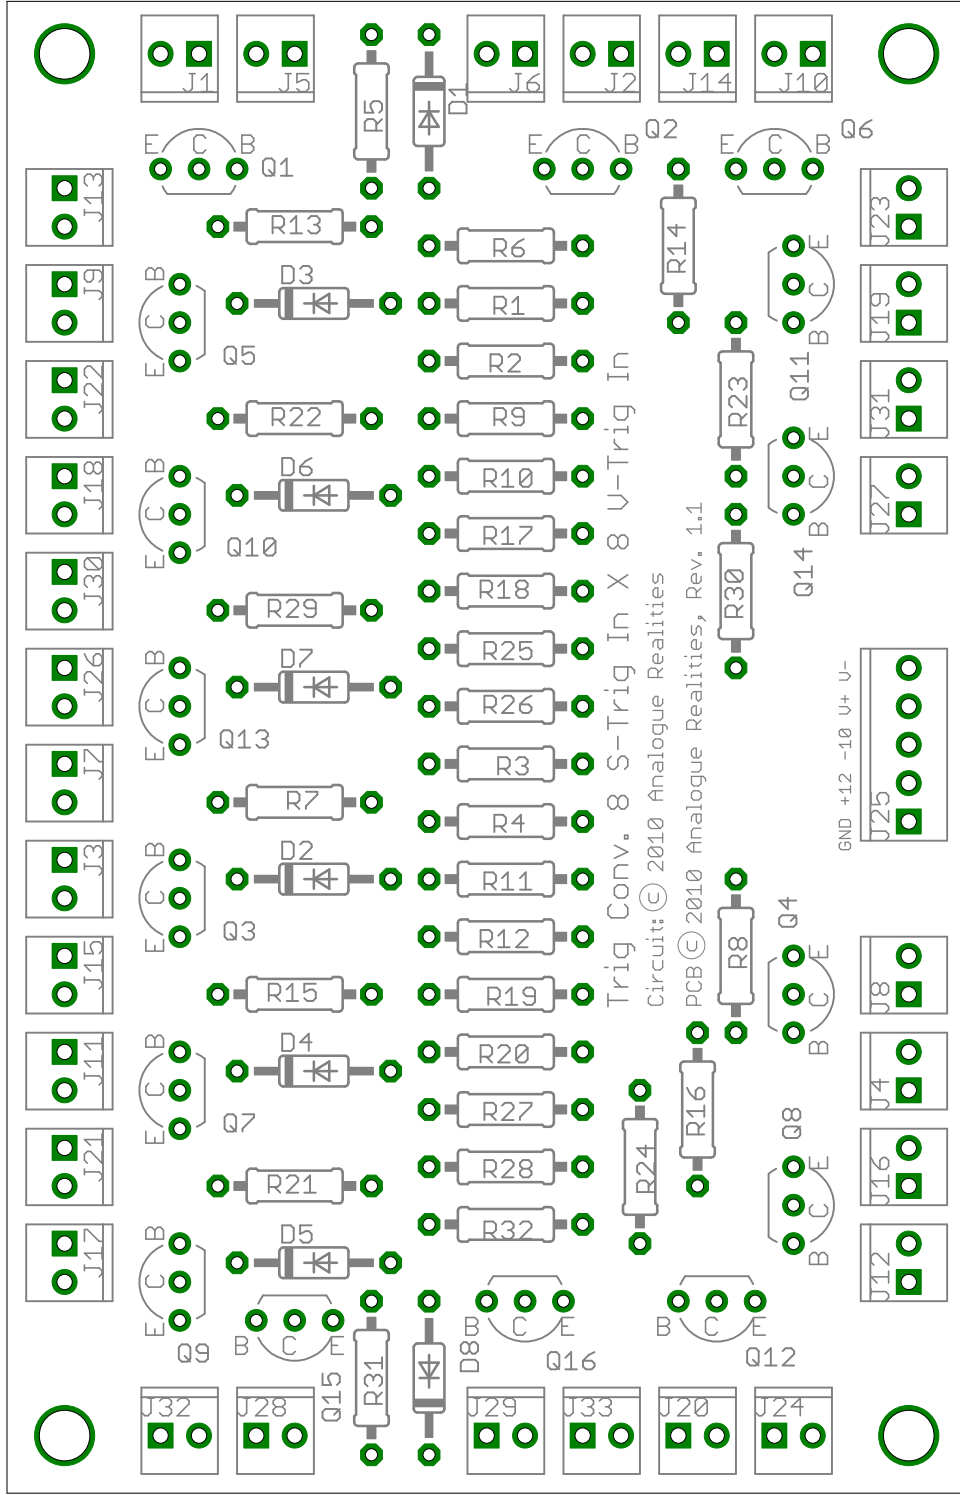 J1
J5
R5
D1
J6
J2
J14
J10
E C B
Q1
E C B
Q2
E C B
Q6
J13
R13
R6
R14
J23
E
C
B
Q11
J9
B
C
E
Q5
D3
R1
J19
R2
J22
R22
R9
R23
J31
J18
B
C
E
Q10
D6
R10
E
C
B
Q14
J27
R17
J30
R29
R18
R30
R25
J26
B
C
E
Q13
D7
R26
GND +12 -10 V+ V-
J25
J7
R7
R3
R4
J3
B
C
E
Q3
D2
R11
R12
Trig Conv. 8 S-Trig In X 8 V-Trig In
Circuit: © 2010 Analogue Realities
PCB © 2010 Analogue Realities, Rev. 1.1
R8
Q4
E
C
B
J15
R15
R19
J8
J11
B
C
E
Q7
D4
R20
R16
J4
R27
R24
Q8
E
C
B
J21
R21
R28
J16
J17
B
C
E
Q9
D5
R32
J12
B C E
Q15
R31
D8
B C E
Q16
B C E
Q12
J32
J28
J29
J33
J20
J24